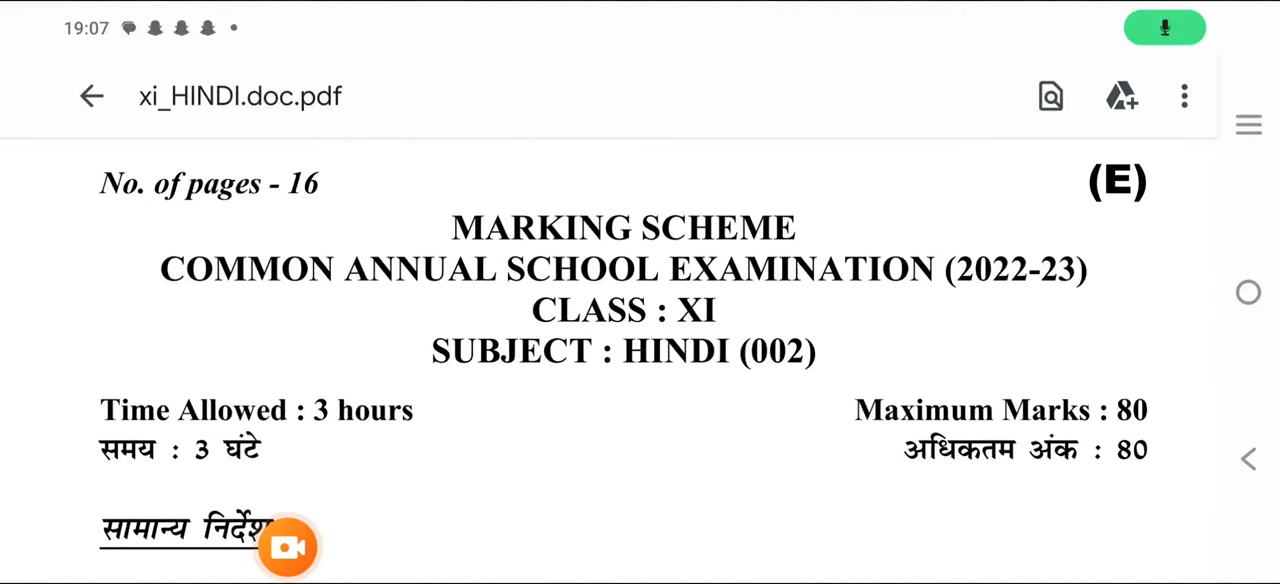 19:07
xi_HINDI.doc.pdf
No. of pages - 16 (E)
MARKING SCHEME
COMMON ANNUAL SCHOOL EXAMINATION (2022-23)
CLASS : XI
SUBJECT : HINDI (002)
Time Allowed : 3 hours Maximum Marks : 80
समय : 3 घंटे अधिकतम अंक : 80
सामान्य